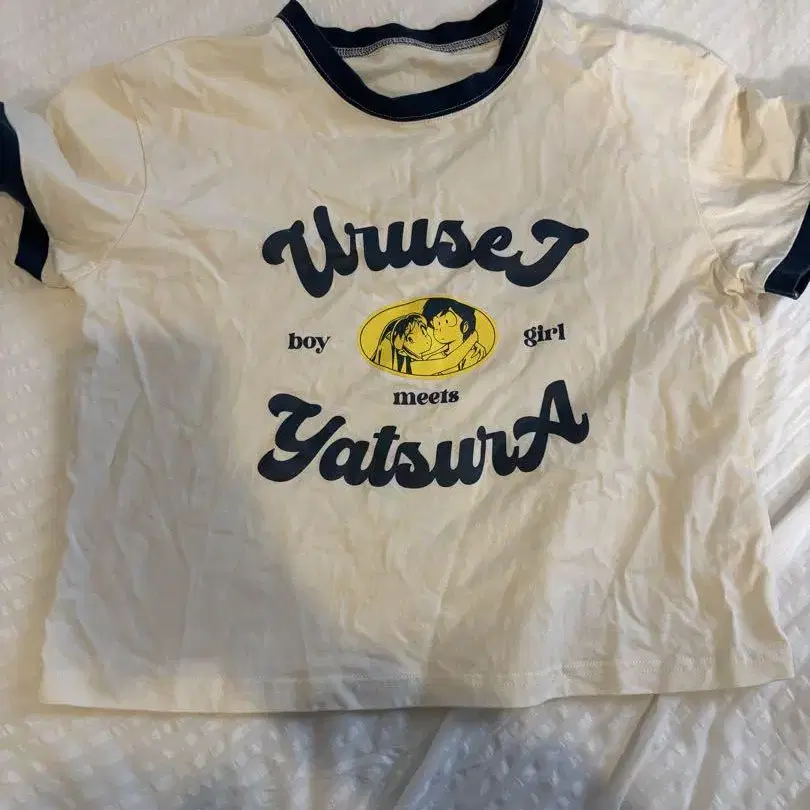 UruseI
boy girl
meets
YatsurA